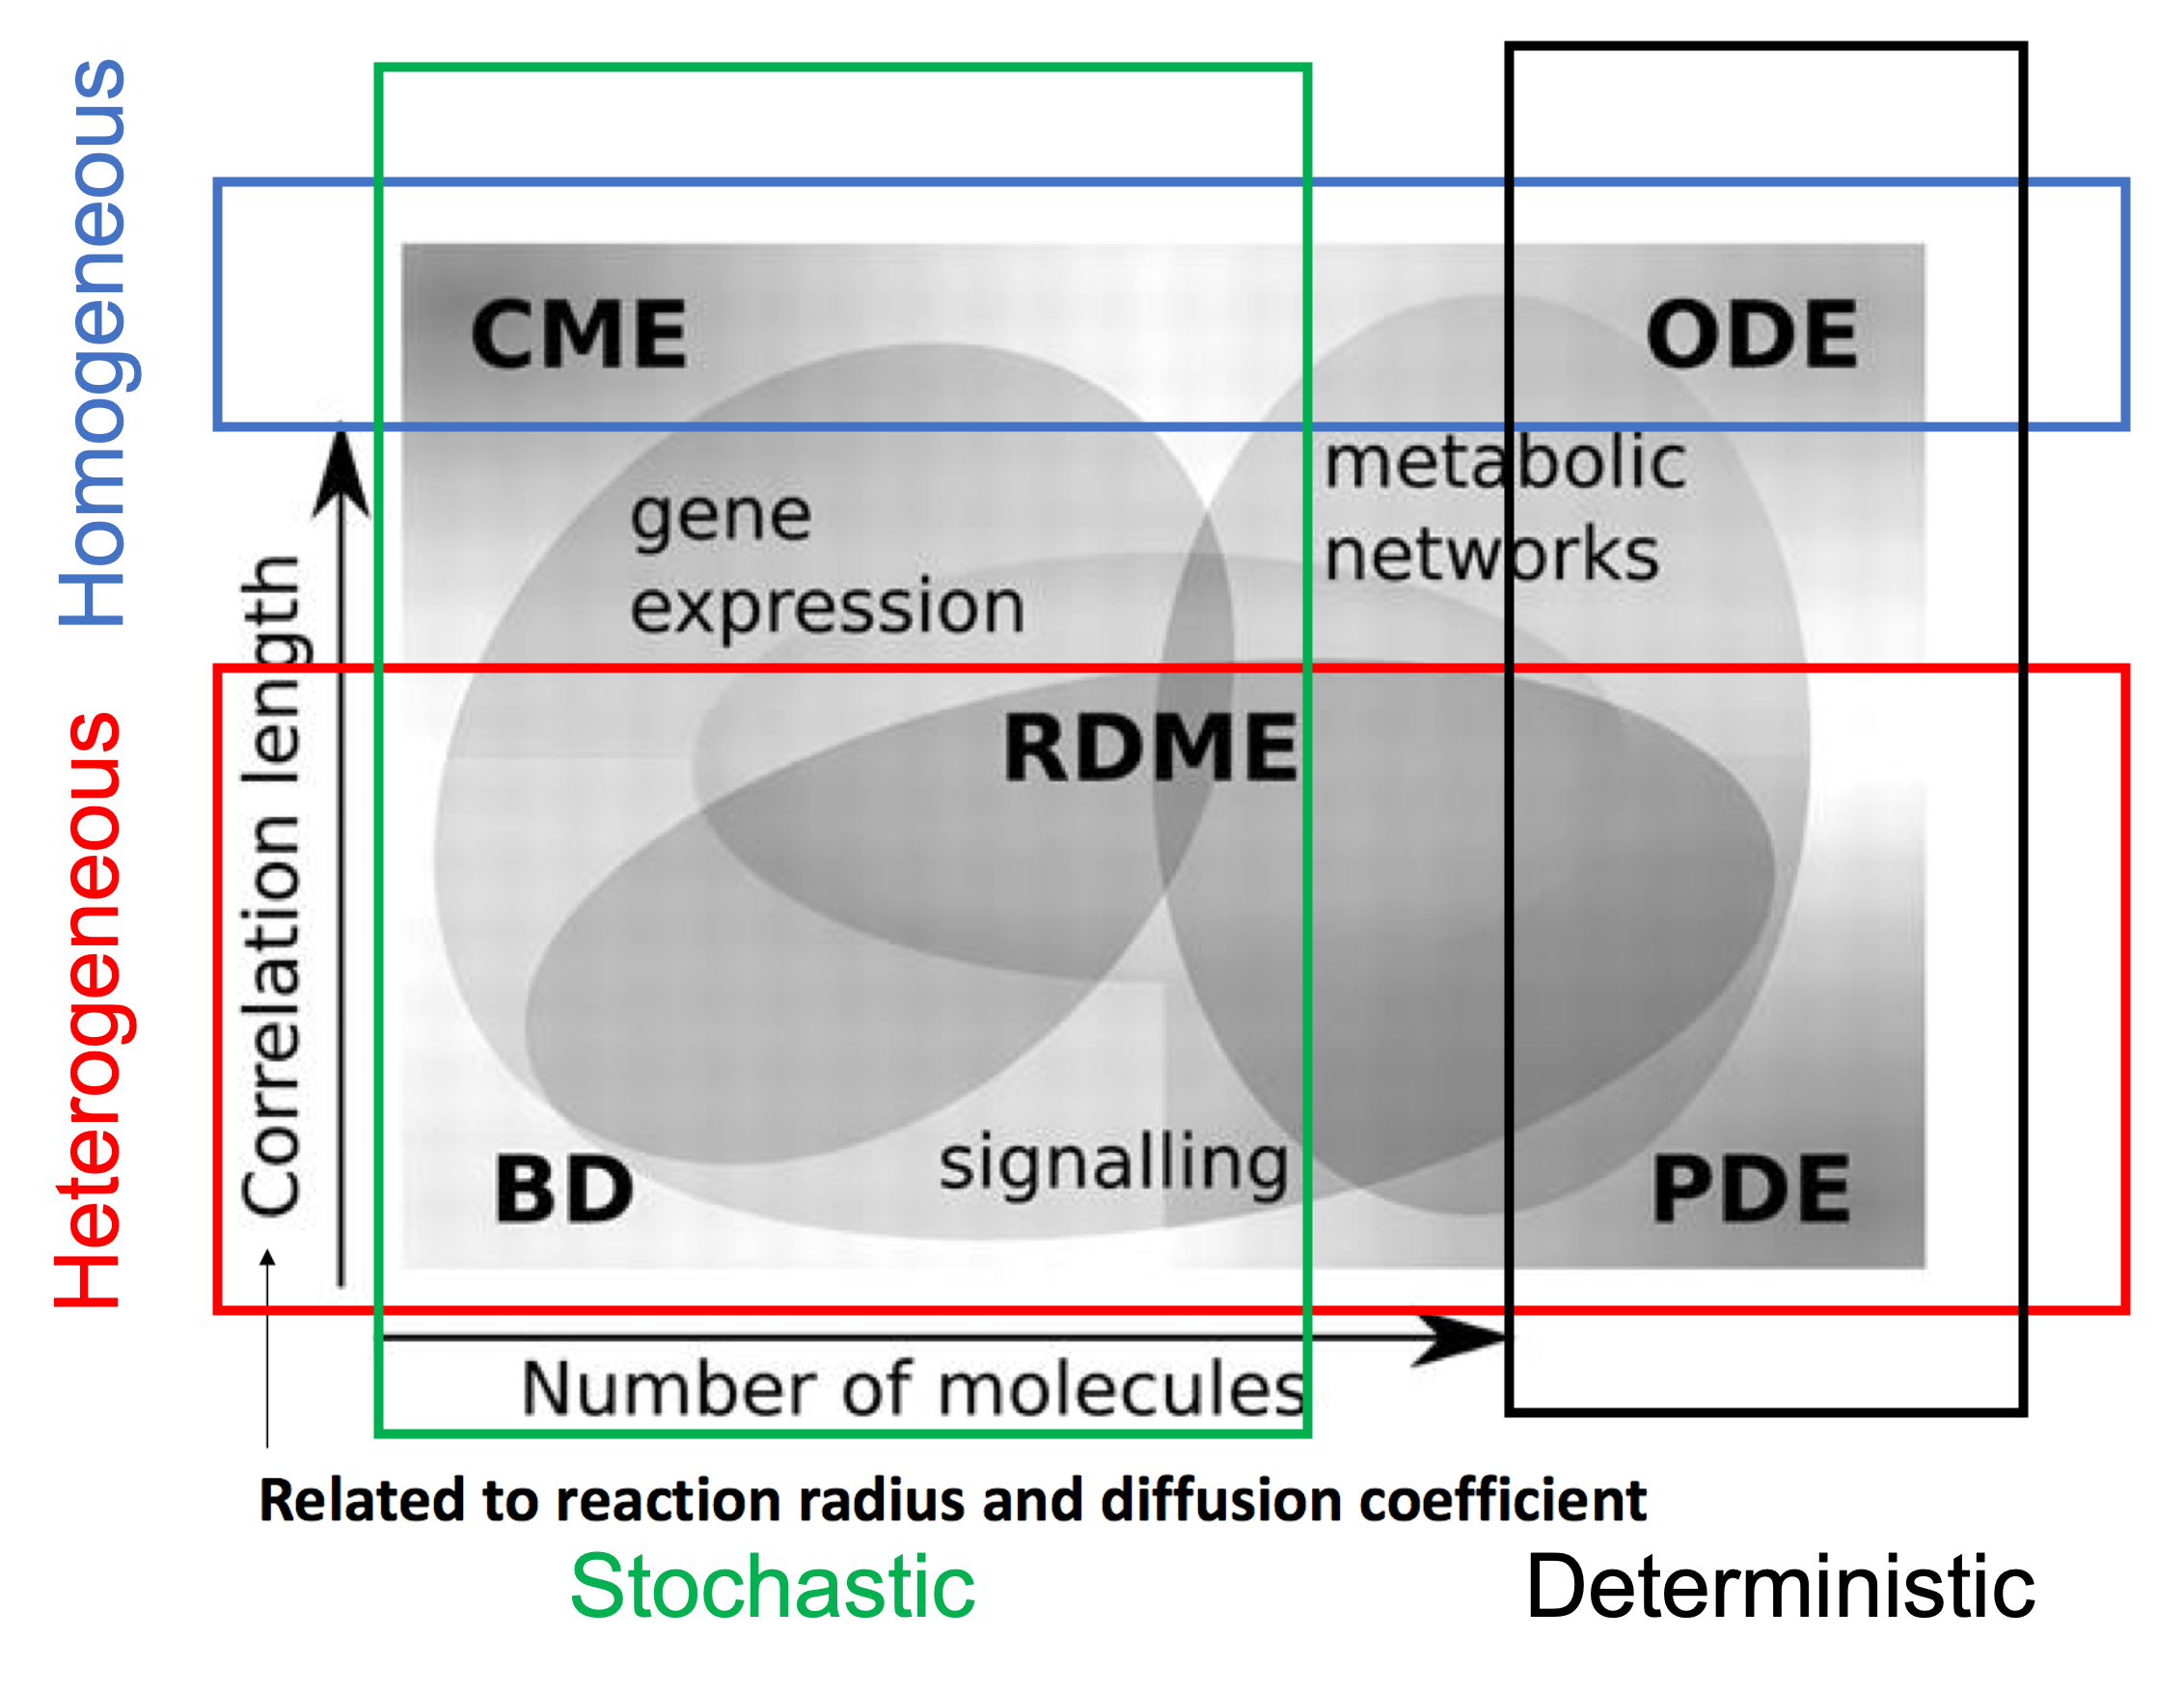 Homogeneous
Heterogeneous
Correlation length
CME
ODE
gene
expression
metabolic
networks
RDME
BD
signalling
PDE
Number of molecules
Related to reaction radius and diffusion coefficient
Stochastic
Deterministic